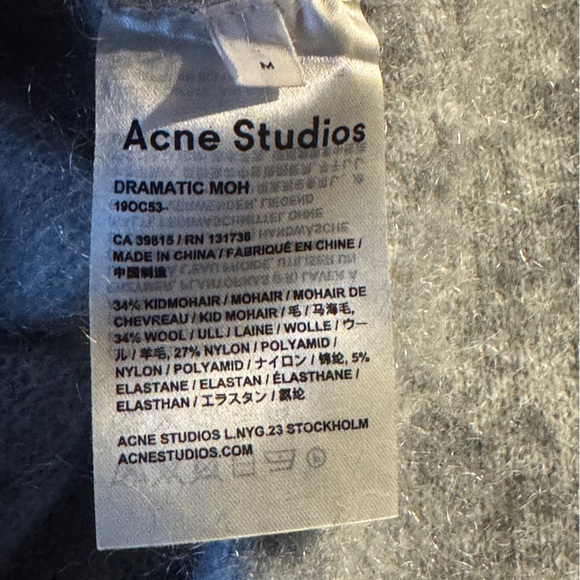 M
Acne Studios
DRAMATIC MOH
19OC53-
CA 39815 / RN 131738
MADE IN CHINA / FABRIQUÉ EN CHINE /
中国制造
34% KIDMOHAIR / MOHAIR / MOHAIR DE
CHEVREAU / KID MOHAIR / 毛 / 马海毛,
34% WOOL / ULL / LAINE / WOLLE / ウー
ル / 羊毛, 27% NYLON / POLYAMID /
NYLON / POLYAMID / ナイロン / 锦纶, 5%
ELASTANE / ELASTAN / ÉLASTHANE /
ELASTHAN / エラスタン / 氨纶
ACNE STUDIOS L.NYG.23 STOCKHOLM
ACNESTUDIOS.COM